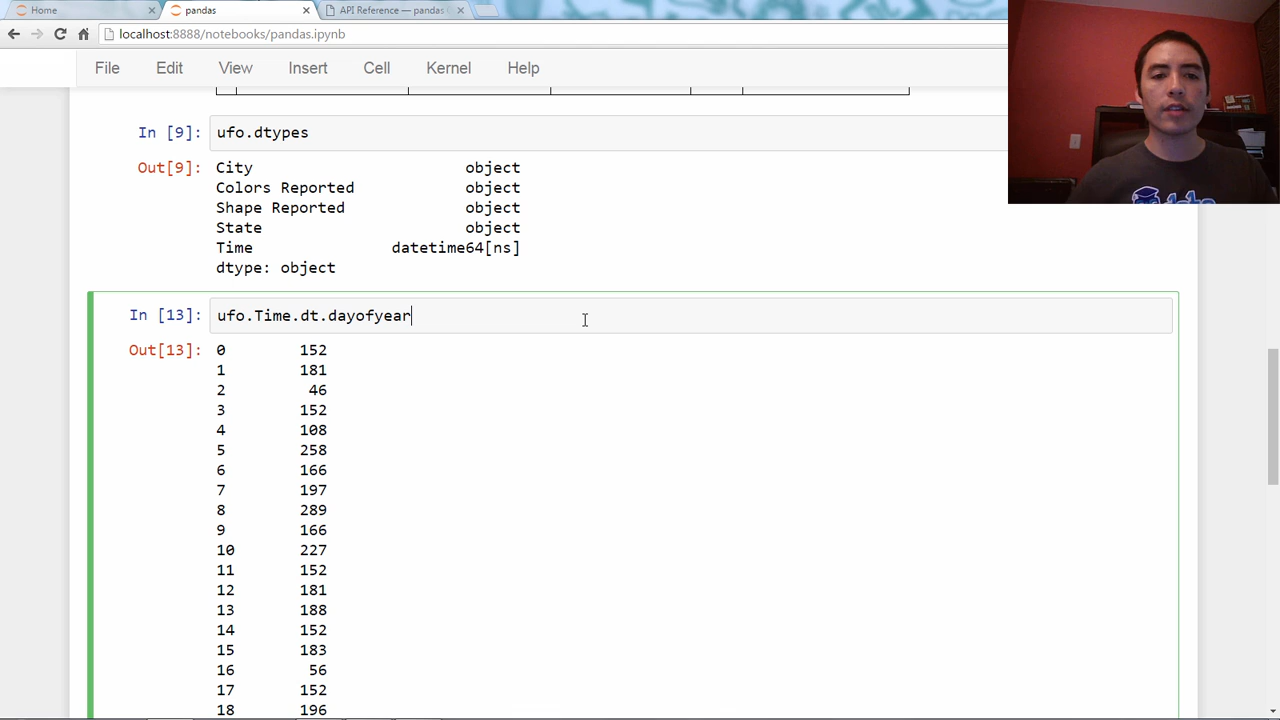 Home
pandas
API Reference — pandas
localhost:8888/notebooks/pandas.ipynb
File Edit View Insert Cell Kernel Help
In [9]: ufo.dtypes
Out[9]: City object
Colors Reported object
Shape Reported object
State object
Time datetime64[ns]
dtype: object
In [13]: ufo.Time.dt.dayofyear
Out[13]: 0 152
1 181
2 46
3 152
4 108
5 258
6 166
7 197
8 289
9 166
10 227
11 152
12 181
13 188
14 152
15 183
16 56
17 152
18 196